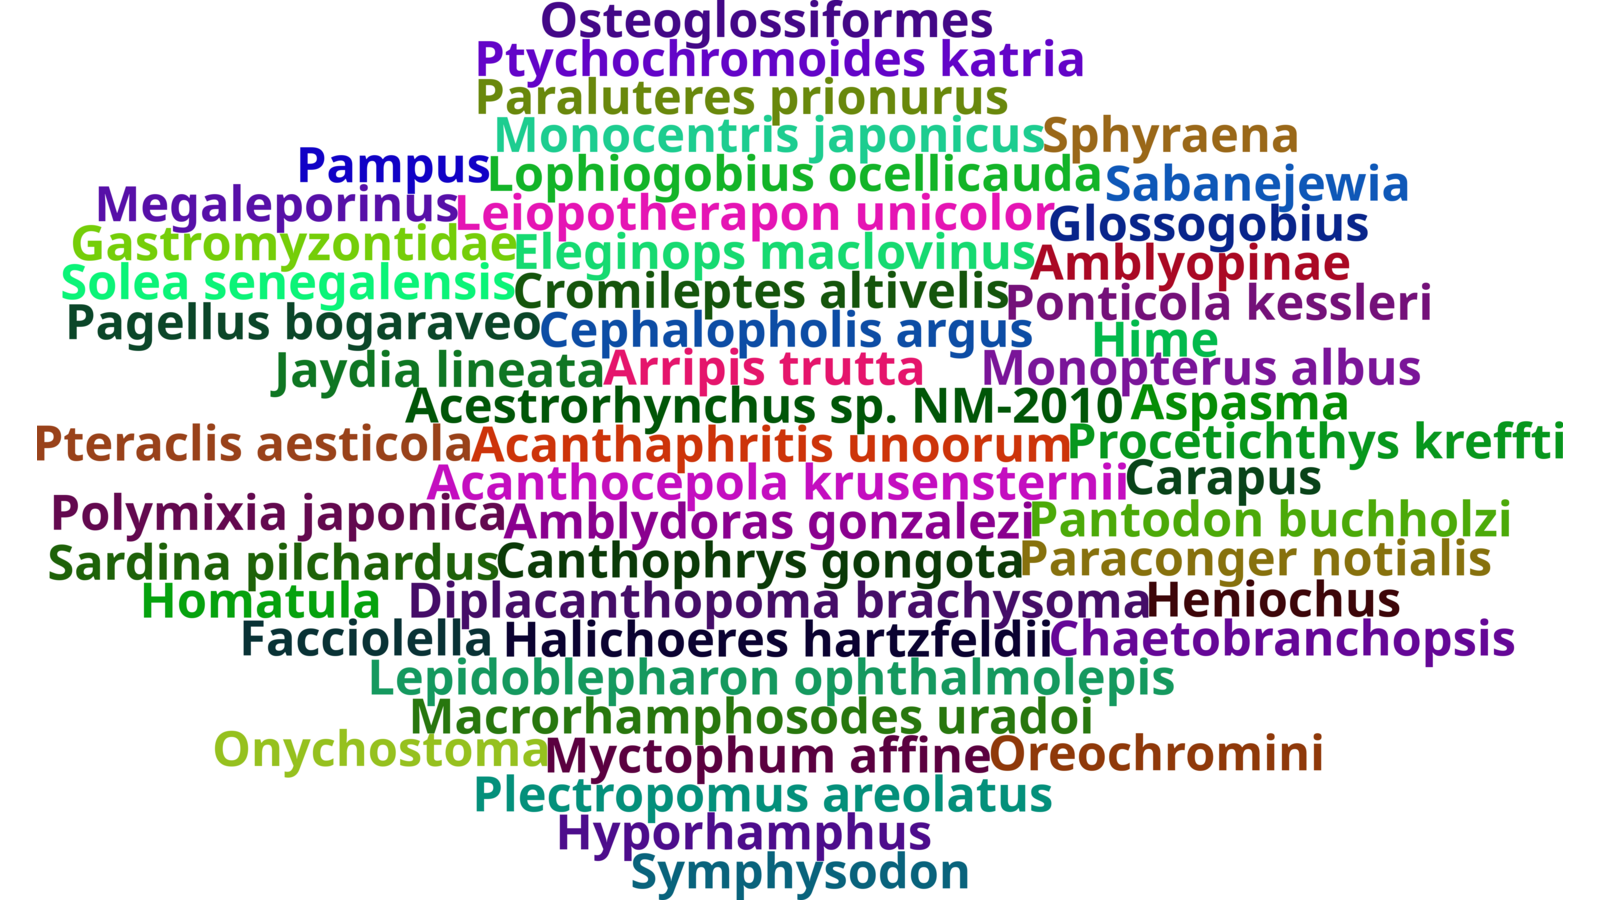 Osteoglossiformes
Ptychochromoides katria
Paraluteres prionurus
Monocentris japonicus
Sphyraena
Pampus
Lophiogobius ocellicauda
Sabanejewia
Megaleporinus
Leiopotherapon unicolor
Glossogobius
Gastromyzontidae
Eleginops maclovinus
Amblyopinae
Solea senegalensis
Cromileptes altivelis
Ponticola kessleri
Pagellus bogaraveo
Cephalopholis argus
Hime
Jaydia lineata
Arripis trutta
Monopterus albus
Acestrorhynchus sp. NM-2010
Aspasma
Pteraclis aesticola
Acanthaphritis unoorum
Procetichthys kreffti
Acanthocepola krusensternii
Carapus
Polymixia japonica
Amblydoras gonzalezi
Pantodon buchholzi
Sardina pilchardus
Canthophrys gongota
Paraconger notialis
Homatula
Diplacanthopoma brachysoma
Heniochus
Facciolella
Halichoeres hartzfeldii
Chaetobranchopsis
Lepidoblepharon ophthalmolepis
Macrorhamphosodes uradoi
Onychostoma
Myctophum affine
Oreochromini
Plectropomus areolatus
Hyporhamphus
Symphysodon